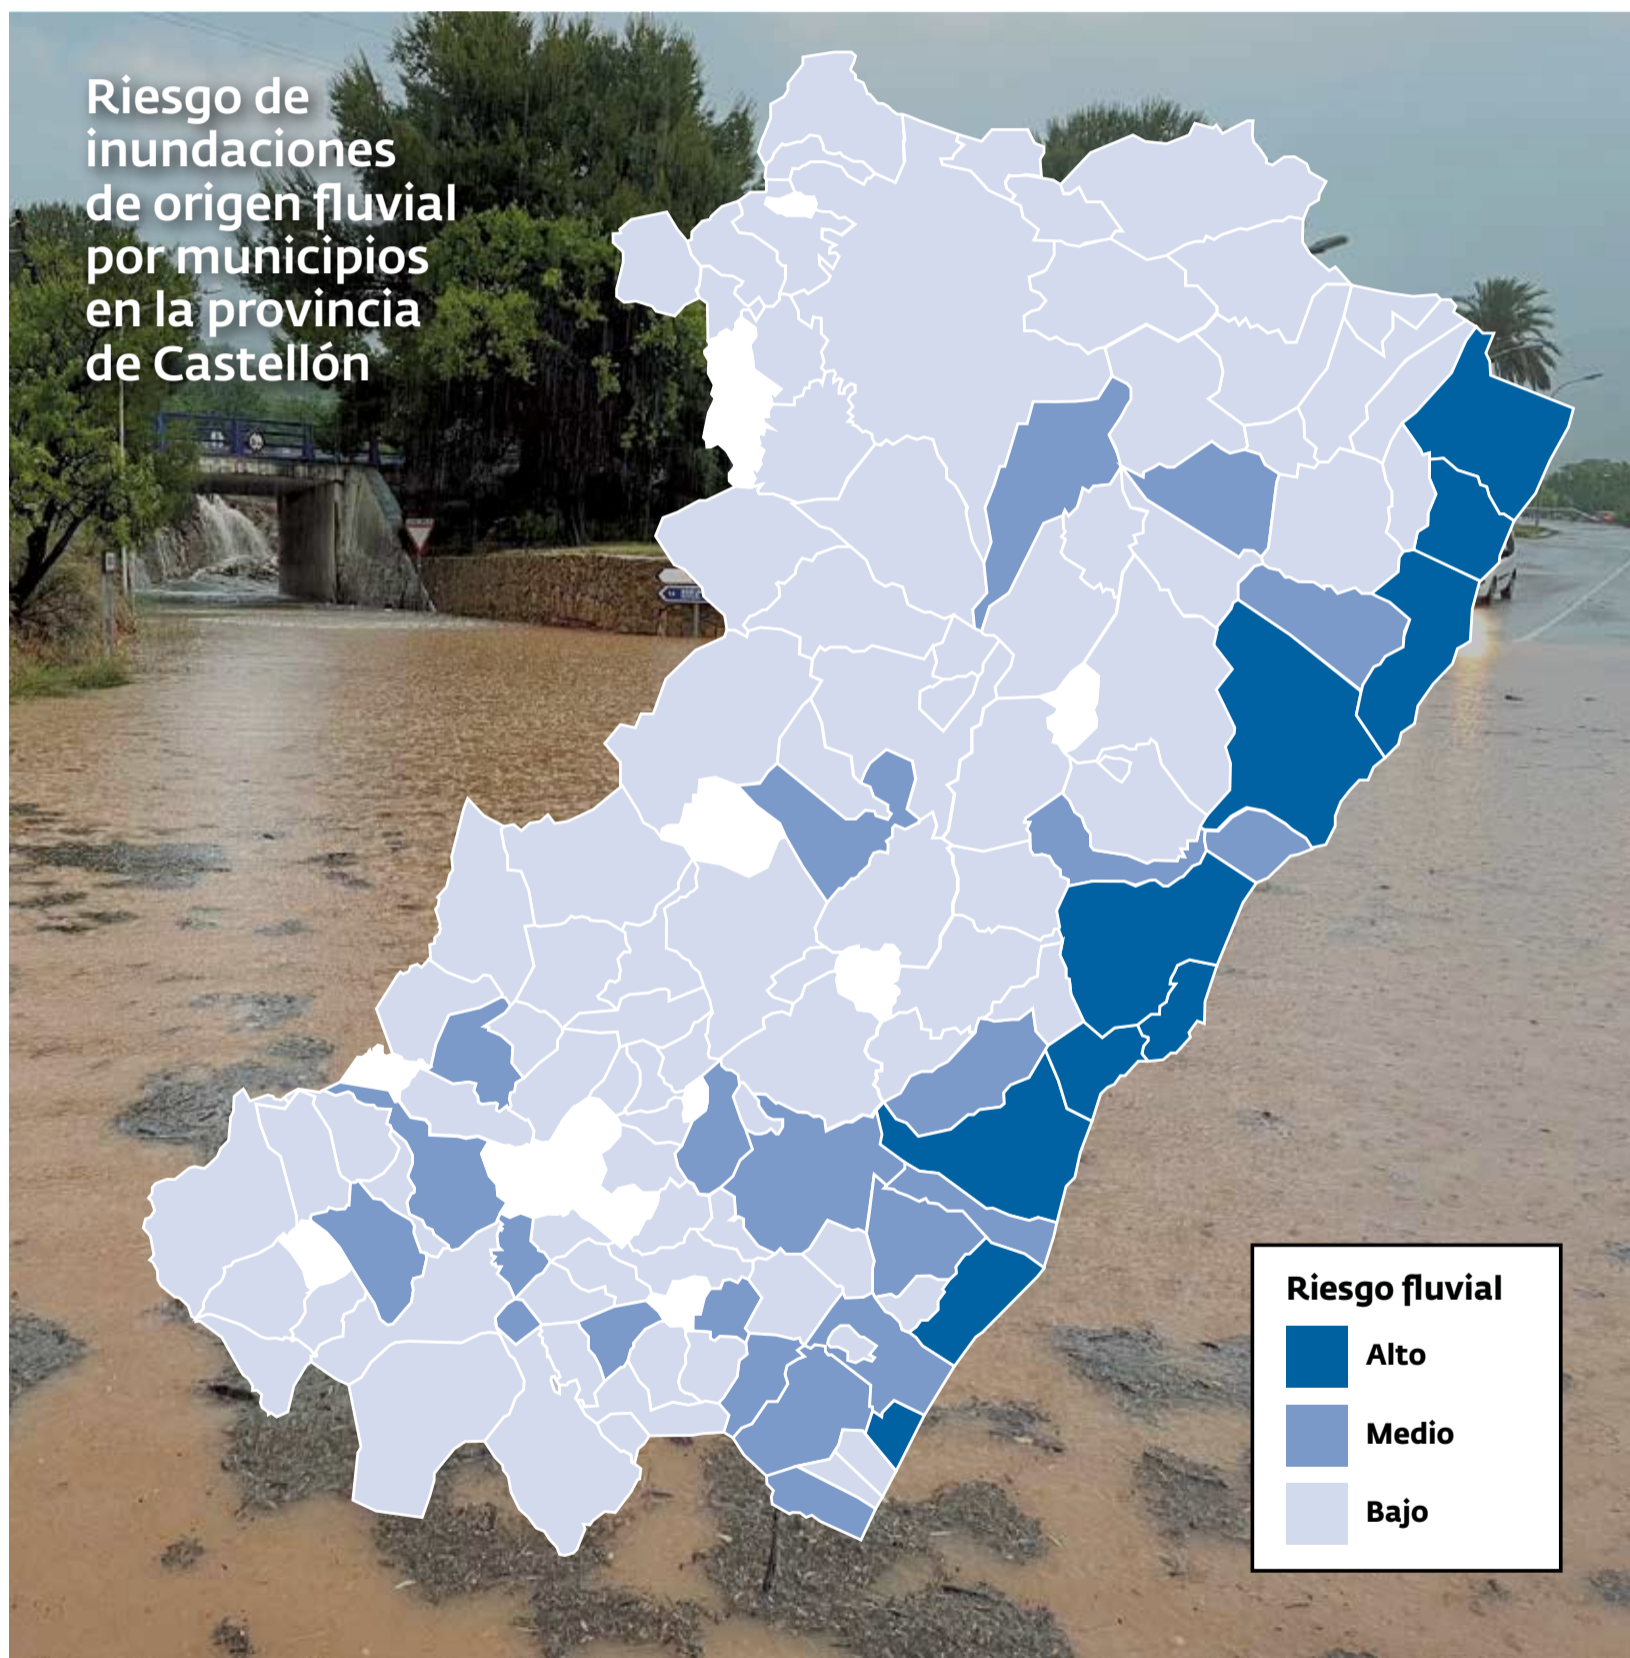 Riesgo de
inundaciones
de origen fluvial
por municipios
en la provincia
de Castellón
Riesgo fluvial
Alto
Medio
Bajo